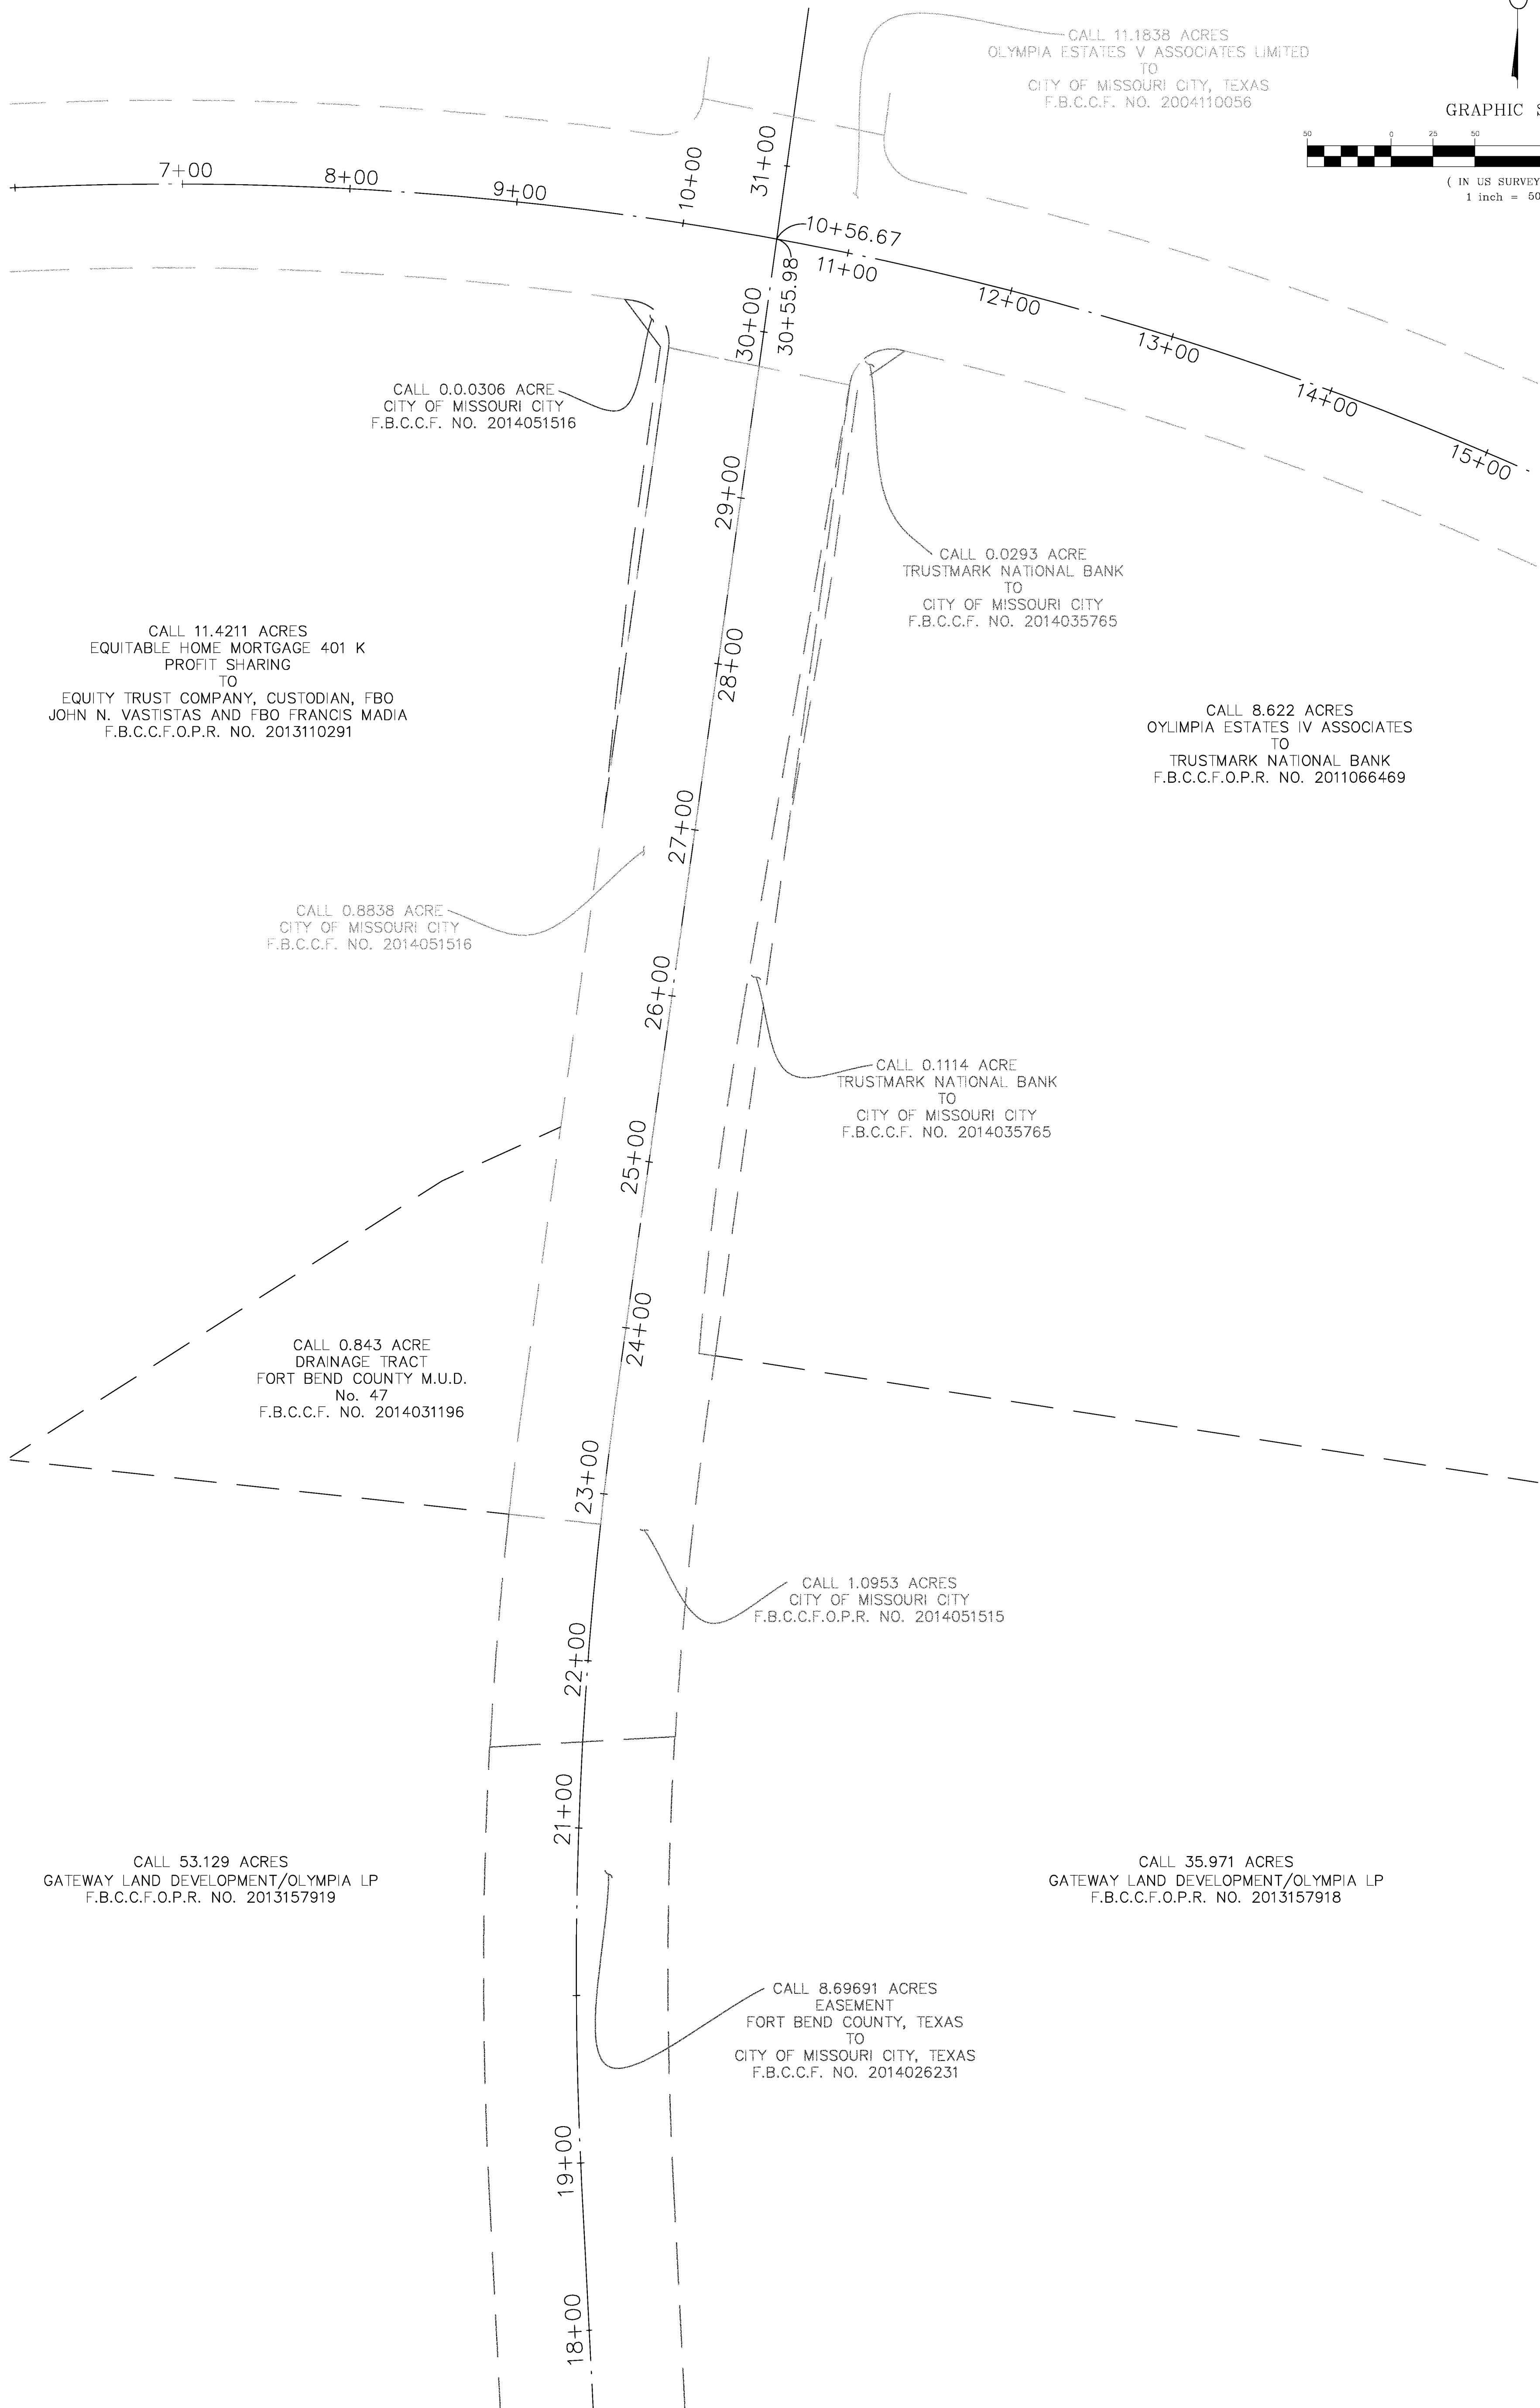 CALL 11.1838 ACRES
OLYMPIA ESTATES V ASSOCIATES LIMITED
TO
CITY OF MISSOURI CITY, TEXAS
F.B.C.C.F. NO. 2004110056
GRAPHIC
50
0
25
50
( IN US SURVEY
1 inch = 50
7+00
8+00
9+00
10+00
31+00
10+56.67
11+00
30+55.98
30+00
12+00
13+00
14+00
15+00
CALL 0.0.0306 ACRE
CITY OF MISSOURI CITY
F.B.C.C.F. NO. 2014051516
29+00
CALL 0.0293 ACRE
TRUSTMARK NATIONAL BANK
TO
CITY OF MISSOURI CITY
F.B.C.C.F. NO. 2014035765
CALL 11.4211 ACRES
EQUITABLE HOME MORTGAGE 401 K
PROFIT SHARING
TO
EQUITY TRUST COMPANY, CUSTODIAN, FBO
JOHN N. VASTISTAS AND FBO FRANCIS MADIA
F.B.C.C.F.O.P.R. NO. 2013110291
28+00
CALL 8.622 ACRES
OYLIMPIA ESTATES IV ASSOCIATES
TO
TRUSTMARK NATIONAL BANK
F.B.C.C.F.O.P.R. NO. 2011066469
27+00
CALL 0.8838 ACRE
CITY OF MISSOURI CITY
F.B.C.C.F. NO. 2014051516
26+00
CALL 0.1114 ACRE
TRUSTMARK NATIONAL BANK
TO
CITY OF MISSOURI CITY
F.B.C.C.F. NO. 2014035765
25+00
24+00
CALL 0.843 ACRE
DRAINAGE TRACT
FORT BEND COUNTY M.U.D.
No. 47
F.B.C.C.F. NO. 2014031196
23+00
CALL 1.0953 ACRES
CITY OF MISSOURI CITY
F.B.C.C.F.O.P.R. NO. 2014051515
22+00
21+00
CALL 53.129 ACRES
GATEWAY LAND DEVELOPMENT/OLYMPIA LP
F.B.C.C.F.O.P.R. NO. 2013157919
CALL 35.971 ACRES
GATEWAY LAND DEVELOPMENT/OLYMPIA LP
F.B.C.C.F.O.P.R. NO. 2013157918
CALL 8.69691 ACRES
EASEMENT
FORT BEND COUNTY, TEXAS
TO
CITY OF MISSOURI CITY, TEXAS
F.B.C.C.F. NO. 2014026231
19+00
18+00